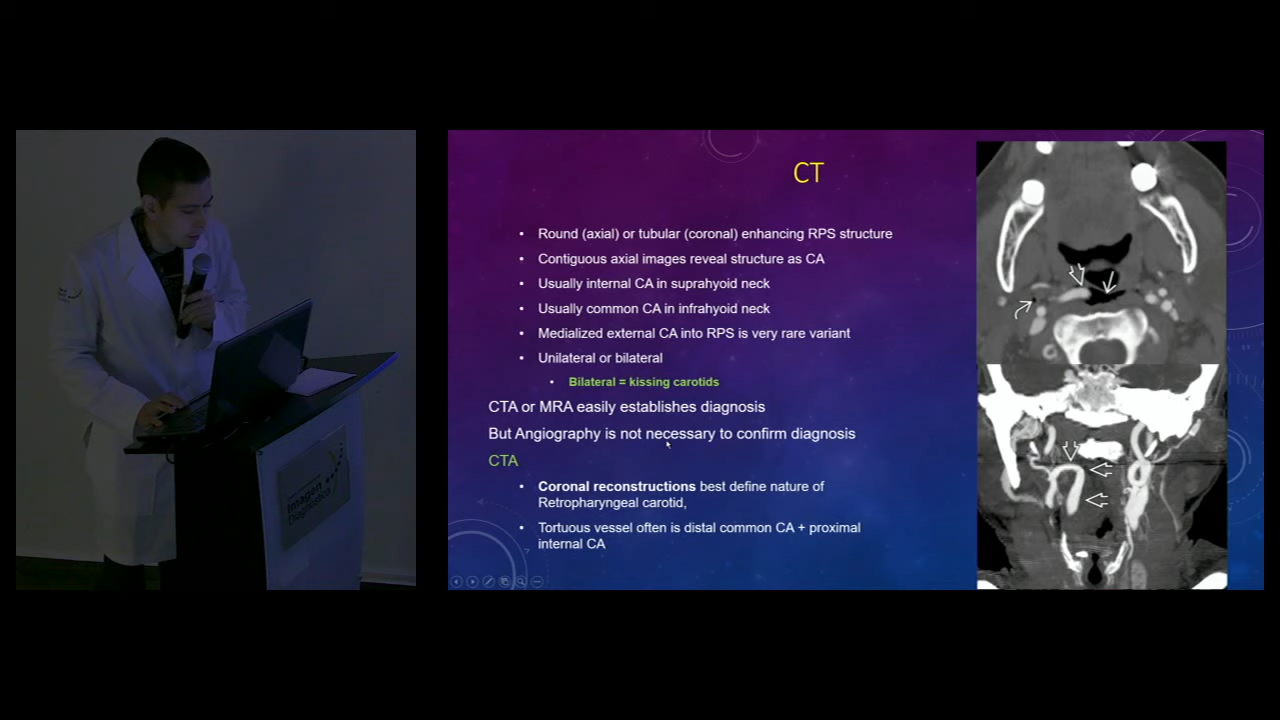 CT
• Round (axial) or tubular (coronal) enhancing RPS structure
• Contiguous axial images reveal structure as CA
• Usually internal CA in suprahyoid neck
• Usually common CA in infrahyoid neck
• Medialized external CA into RPS is very rare variant
• Unilateral or bilateral
• Bilateral = kissing carotids
CTA or MRA easily establishes diagnosis
But Angiography is not necessary to confirm diagnosis
CTA
• Coronal reconstructions best define nature of
Retropharyngeal carotid,
• Tortuous vessel often is distal common CA + proximal
internal CA
Imagen
Diagnóstica